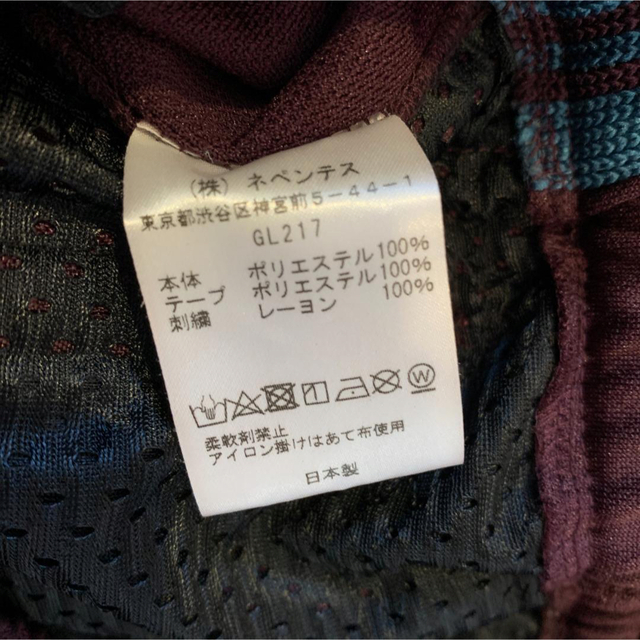 （株）ネペンテス
東京都渋谷区神宮前5-44-1
GL217
本体 ポリエステル100%
テープ ポリエステル100%
刺繍 レーヨン 100%
W
柔軟剤禁止
アイロン掛けはあて布使用
日本製